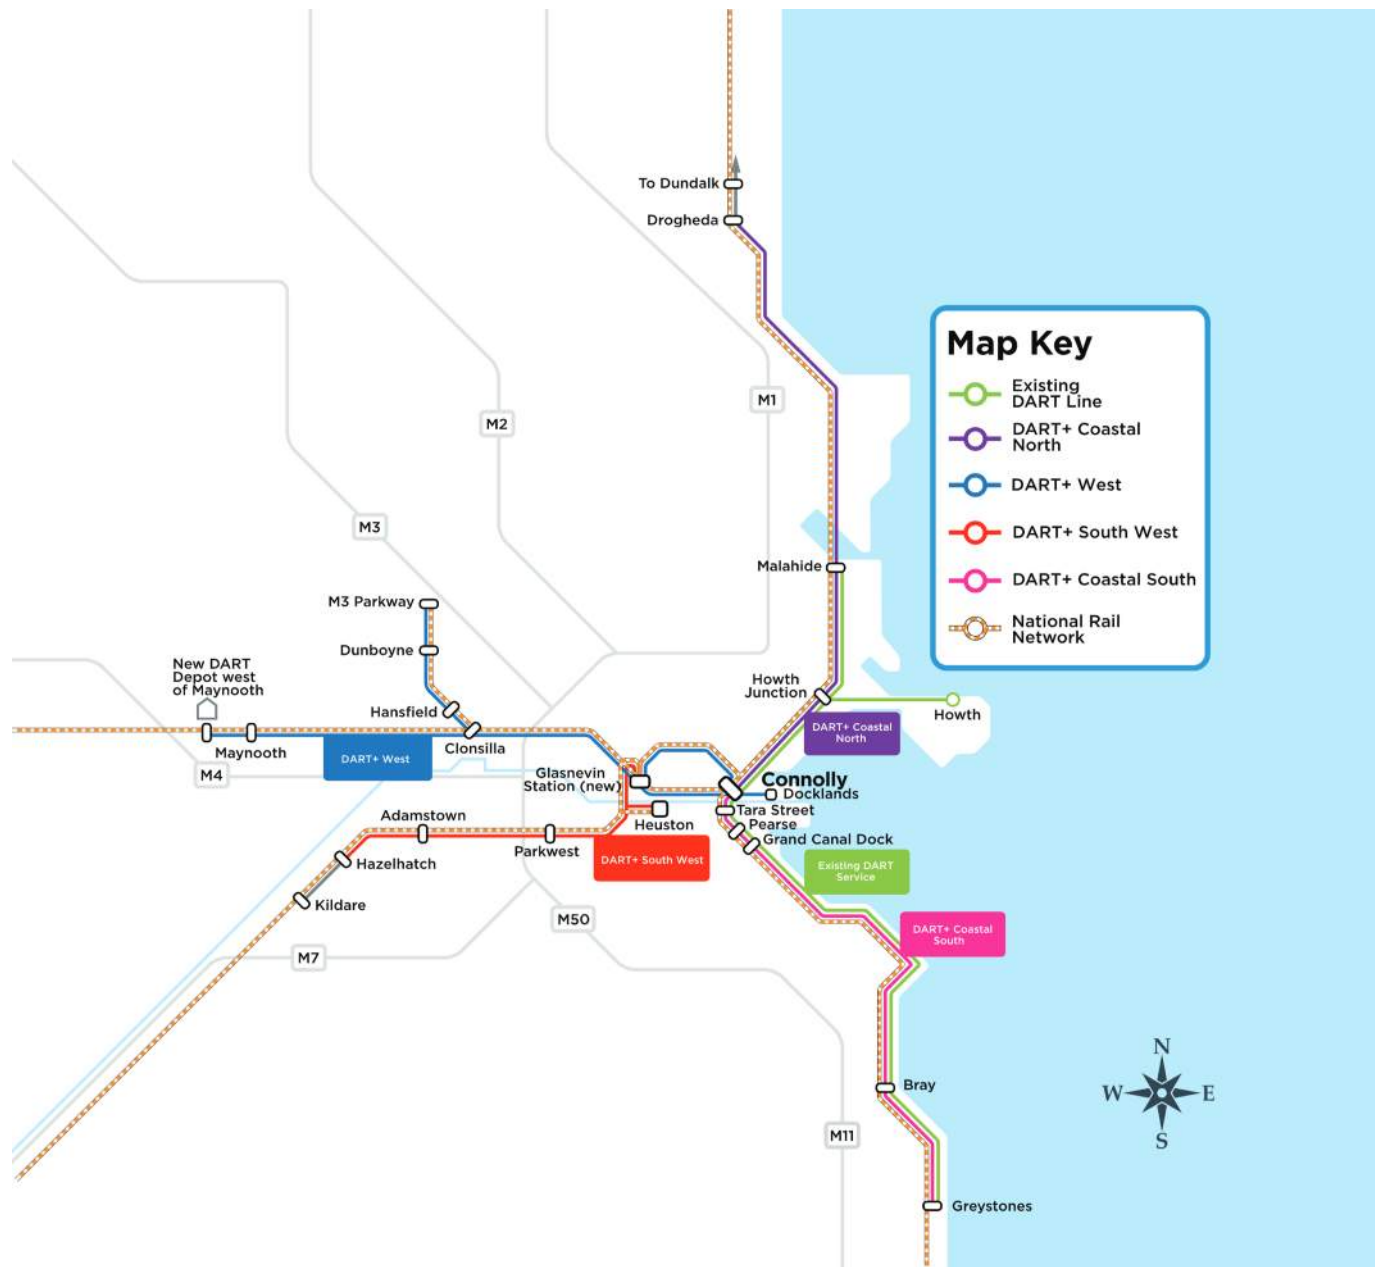 To Dundalk
Drogheda
Map Key
Existing
DART Line
DART+ Coastal
North
DART+ West
DART+ South West
DART+ Coastal South
National Rail
Network
M1
M2
M3
Malahide
M3 Parkway
Dunboyne
New DART
Depot west
of Maynooth
Hansfield
Howth
Junction
Howth
DART+ Coastal
North
Maynooth
Clonsilla
DART+ West
M4
Glasnevin
Station (new)
Connolly
Docklands
Tara Street
Pearse
Grand Canal Dock
Adamstown
Heuston
Parkwest
Hazelhatch
DART+ South West
Existing DART
Service
Kildare
M50
DART+ Coastal
South
M7
Bray
M11
Greystones
N
W
E
S